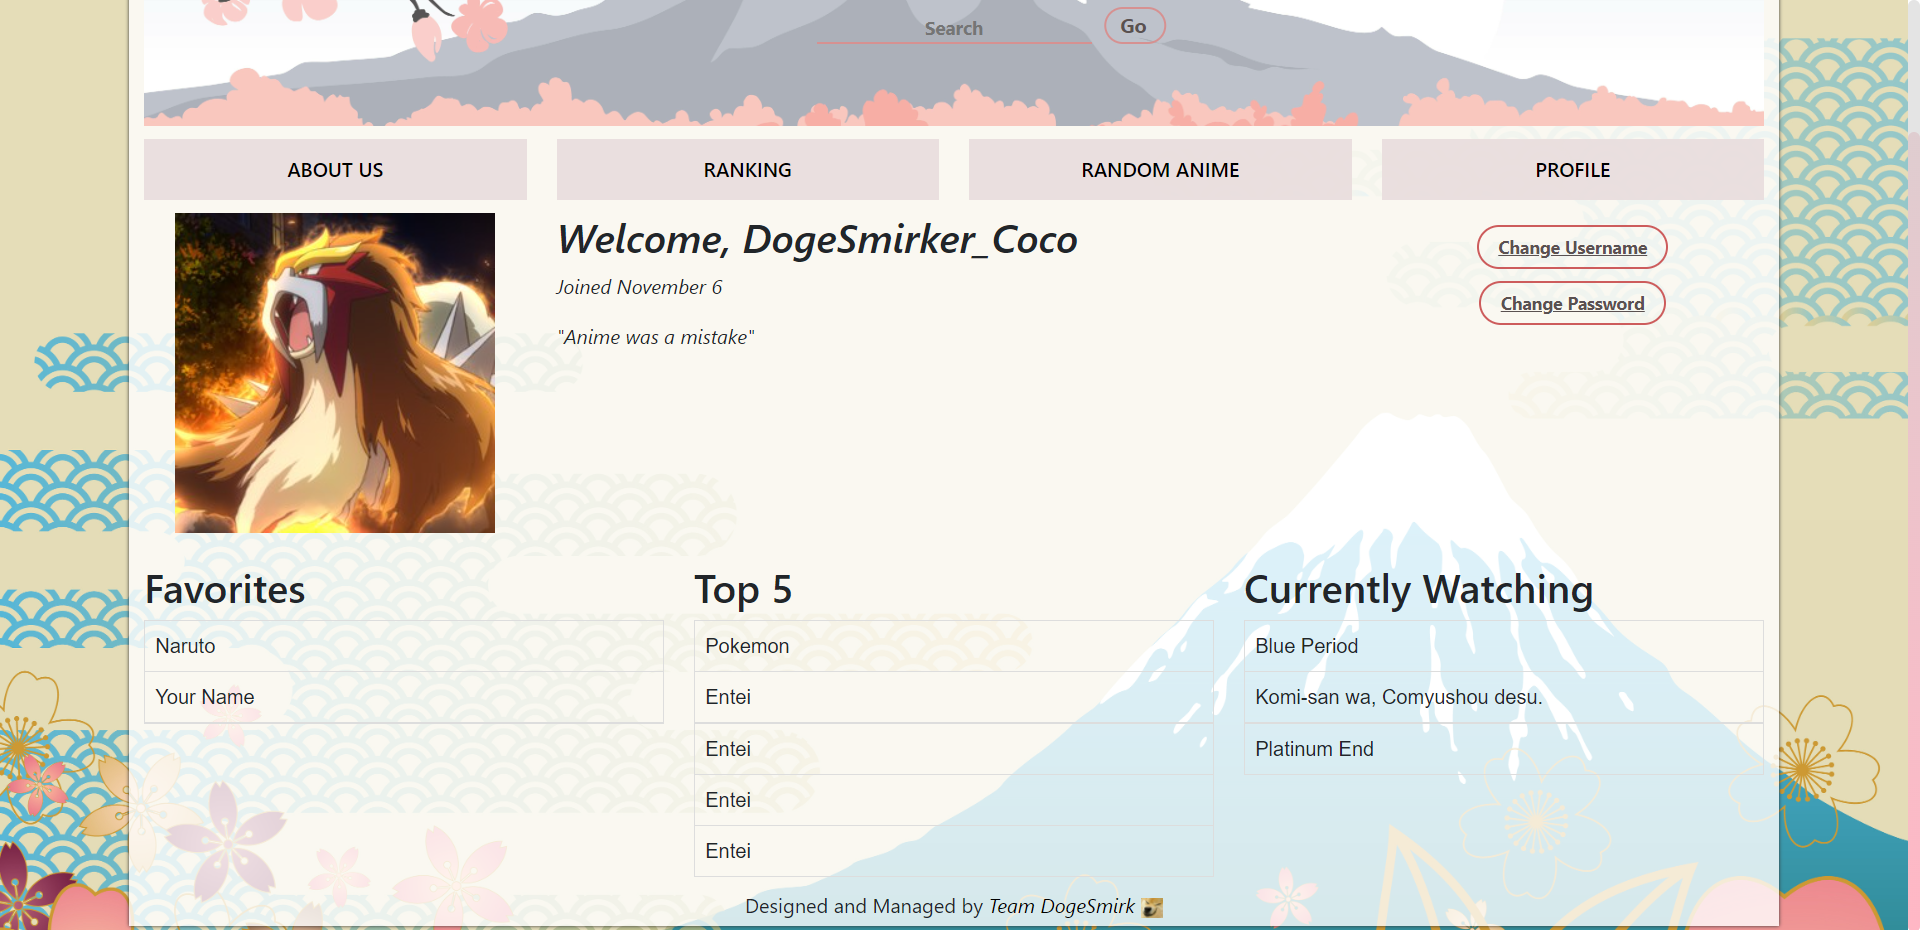 Search Go
ABOUT US RANKING RANDOM ANIME PROFILE
Welcome, DogeSmirker_Coco
Joined November 6
"Anime was a mistake"
Change Username
Change Password
Favorites
Naruto
Your Name
Top 5
Pokemon
Entei
Entei
Entei
Entei
Currently Watching
Blue Period
Komi-san wa, Comyushou desu.
Platinum End
Designed and Managed by Team DogeSmirk